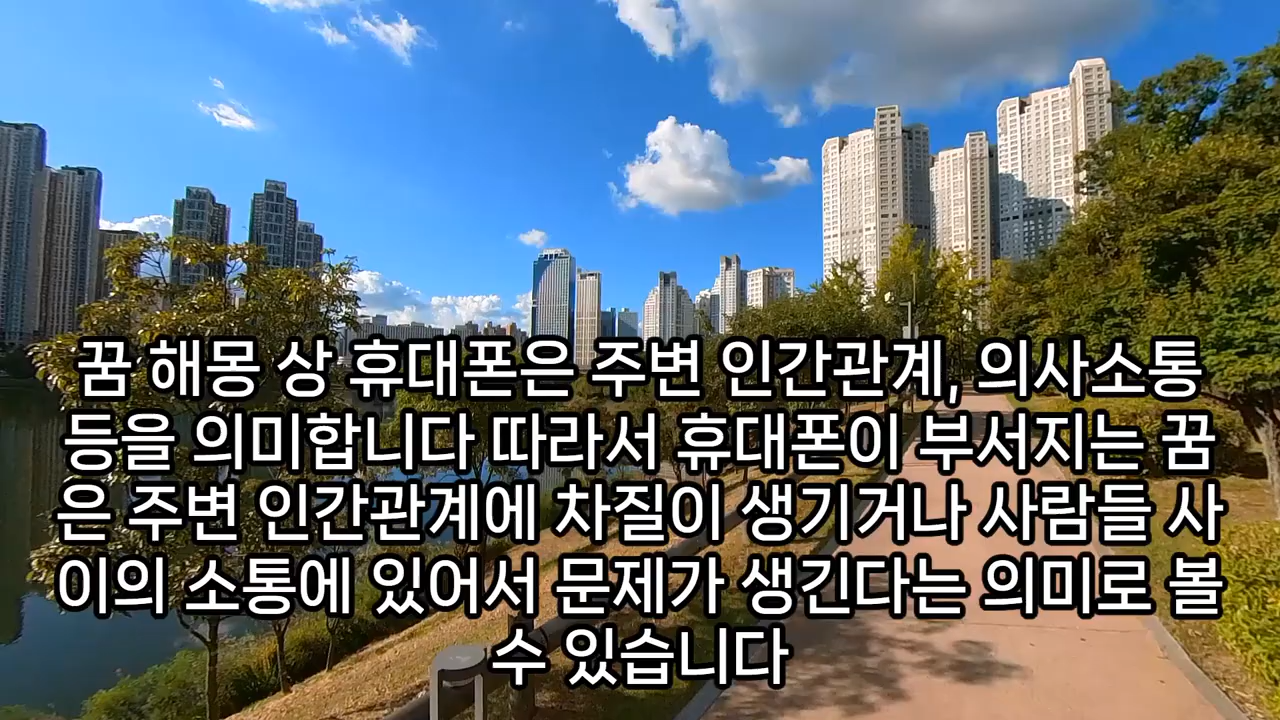 꿈 해몽 상 휴대폰은 주변 인간관계, 의사소통
등을 의미합니다 따라서 휴대폰이 부서지는 꿈
은 주변 인간관계에 차질이 생기거나 사람들 사
이의 소통에 있어서 문제가 생긴다는 의미로 볼
수 있습니다